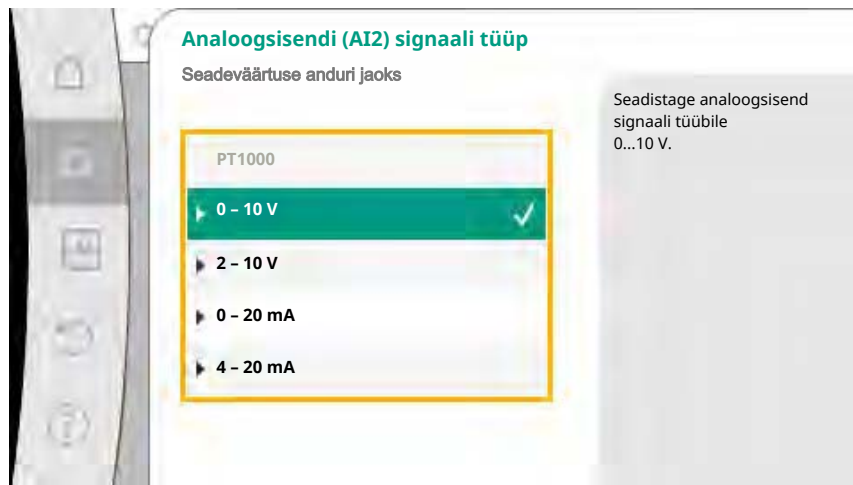 Analoogsisendi (AI2) signaali tüüp
Seadeväärtuse anduri jaoks
Seadistage analoogsisend
signaali tüübile
0...10 V.
PT1000
0 – 10 V
2 – 10 V
0 – 20 mA
4 – 20 mA